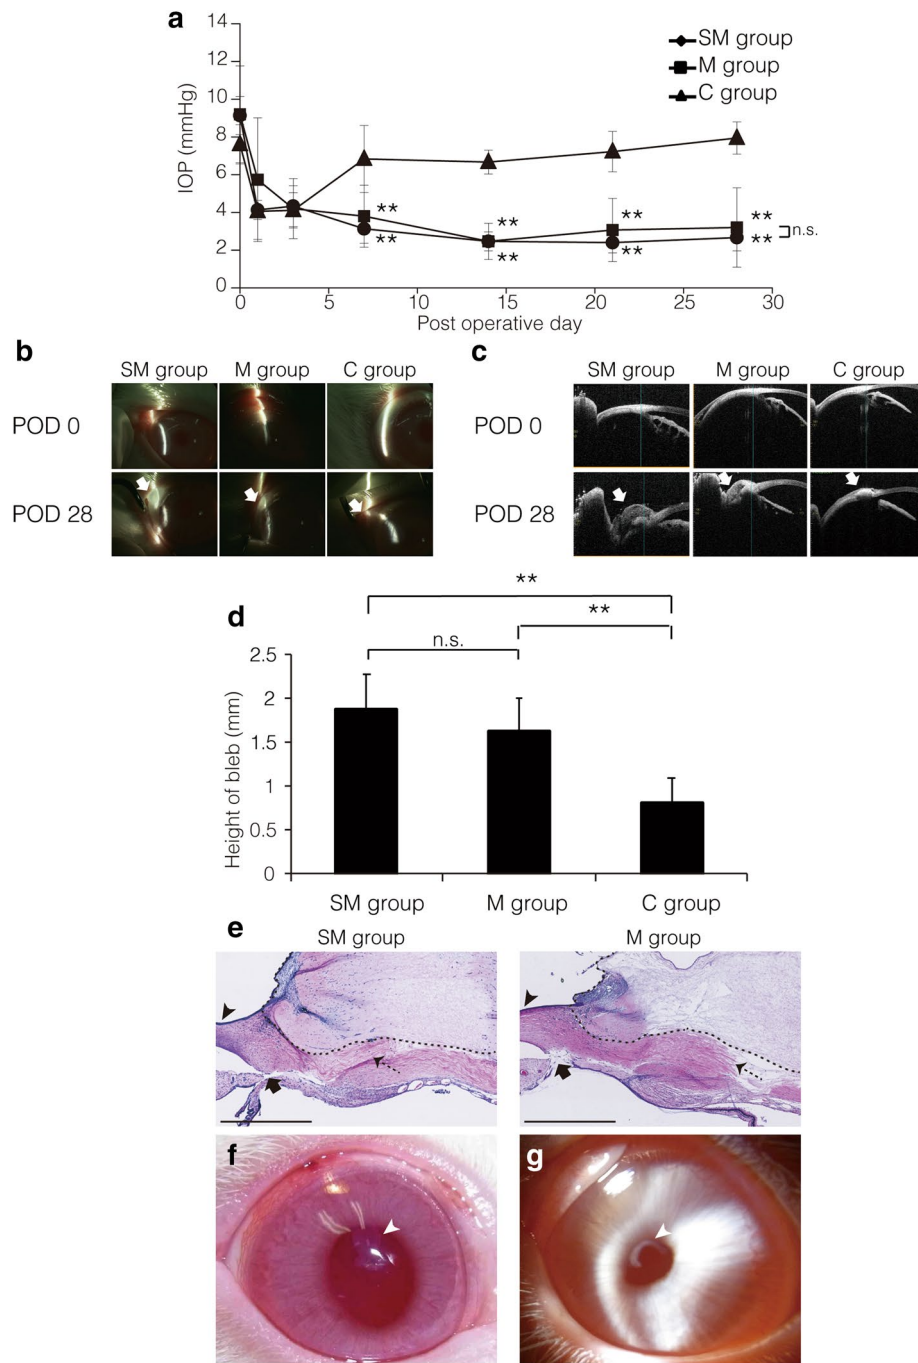 a
14
12
10
8
6
4
2
0
IOP (mmHg)
SM group
M group
C group
**
**
**
**
**
**
**
**
n.s.
0 5 10 15 20 25 30
Post operative day
b
SM group M group C group
POD 0
POD 28
c
SM group M group C group
POD 0
POD 28
d
**
**
n.s.
2.5
2
1.5
1
0.5
0
Height of bleb (mm)
SM group M group C group
e
SM group M group
f
g